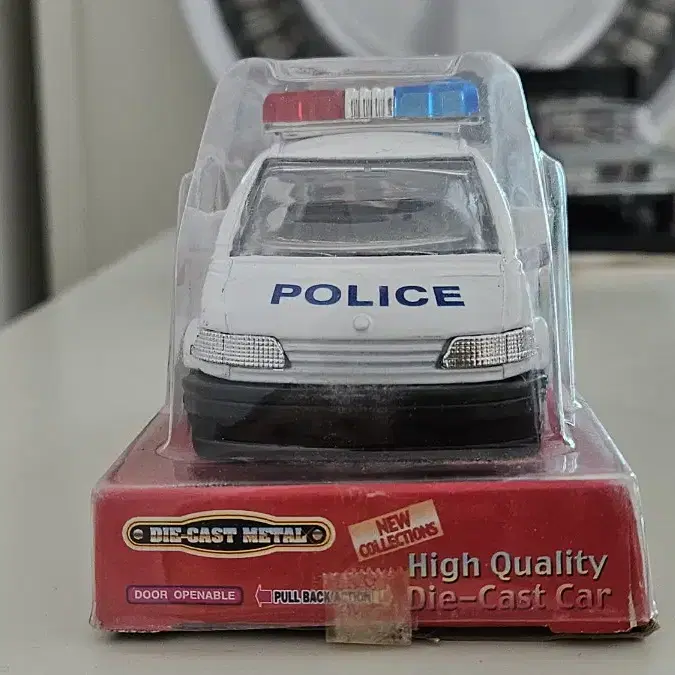 POLICE
DIE-CAST METAL
NEW
COLLECTIONS
High Quality
Die-Cast Car
DOOR OPENABLE
PULL BACK ACTION